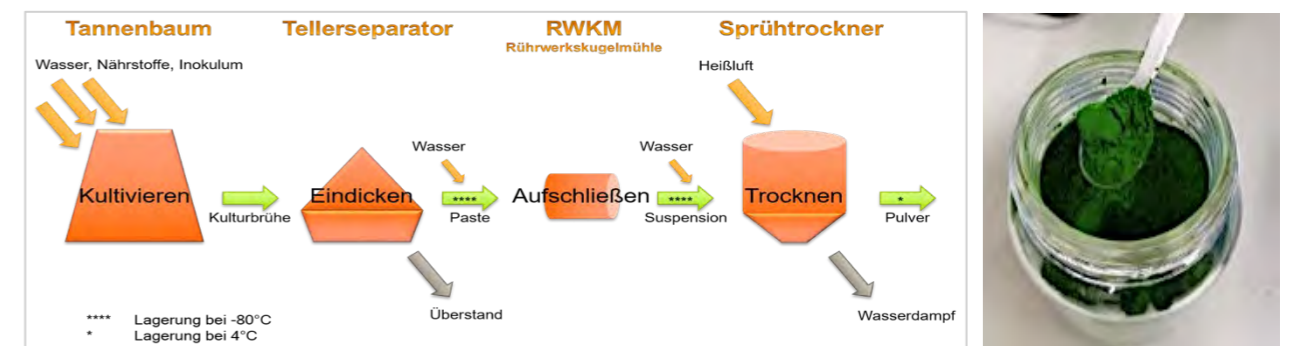 Tannenbaum
Tellerseparator
RWKM
Rührwerkskugelmühle
Sprühtrockner
Wasser, Nährstoffe, Inokulum
Heißluft
Wasser
Wasser
Kultivieren
Eindicken
****
Aufschließen
****
Trocknen
*
Kulturbrühe
Paste
Suspension
Pulver
Überstand
Wasserdampf
**** Lagerung bei -80°C
* Lagerung bei 4°C